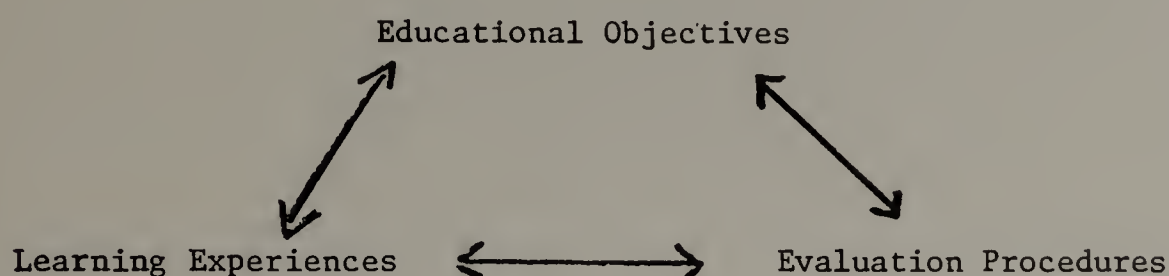 Educational Objectives
Learning Experiences
Evaluation Procedures